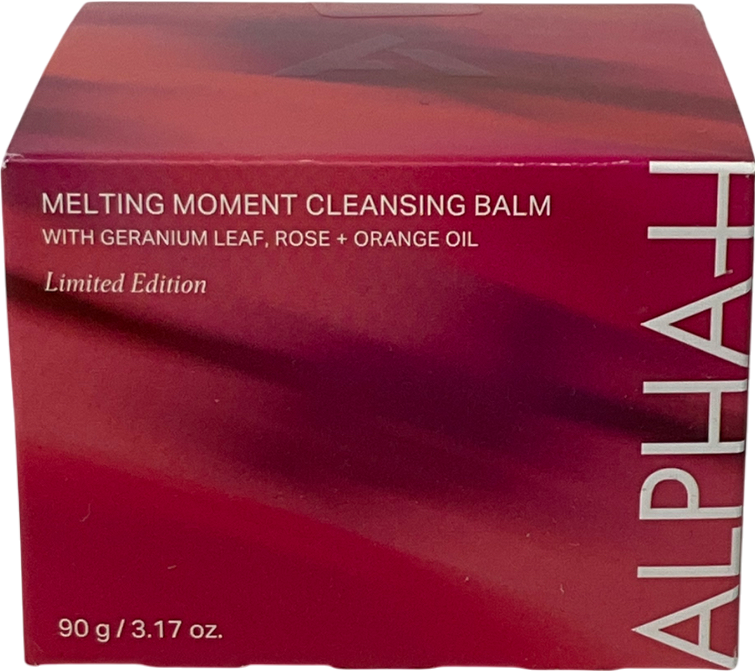 MELTING MOMENT CLEANSING BALM
WITH GERANIUM LEAF, ROSE + ORANGE OIL
Limited Edition
ALPHA-H
90 g / 3.17 oz.